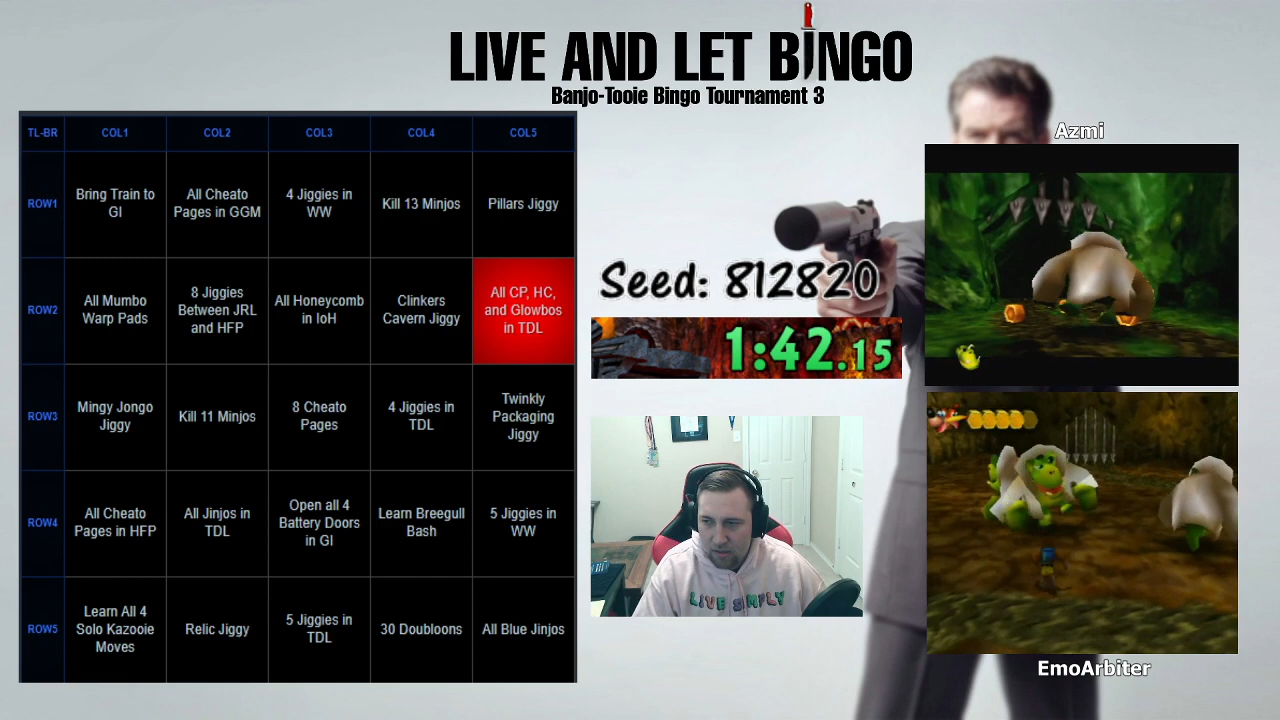 LIVE AND LET BINGO
Banjo-Tooie Bingo Tournament 3
TL-BR COL1 COL2 COL3 COL4 COL5
ROW1
Bring Train to
GI
All Cheato
Pages in GGM
4 Jiggies in
WW
Kill 13 Minjos
Pillars Jiggy
ROW2
All Mumbo
Warp Pads
8 Jiggies
Between JRL
and HFP
All Honeycomb
in IoH
Clinkers
Cavern Jiggy
All CP, HC,
and Glowbos
in TDL
ROW3
Mingy Jongo
Jiggy
Kill 11 Minjos
8 Cheato
Pages
4 Jiggies in
TDL
Twinkly
Packaging
Jiggy
ROW4
All Cheato
Pages in HFP
All Jinjos in
TDL
Open all 4
Battery Doors
in GI
Learn Breegull
Bash
5 Jiggies in
WW
ROW5
Learn All 4
Solo Kazooie
Moves
Relic Jiggy
5 Jiggies in
TDL
30 Doubloons
All Blue Jinjos
Seed: 812820
1:42.15
LIVE SIMPLY
Azmi
EmoArbiter